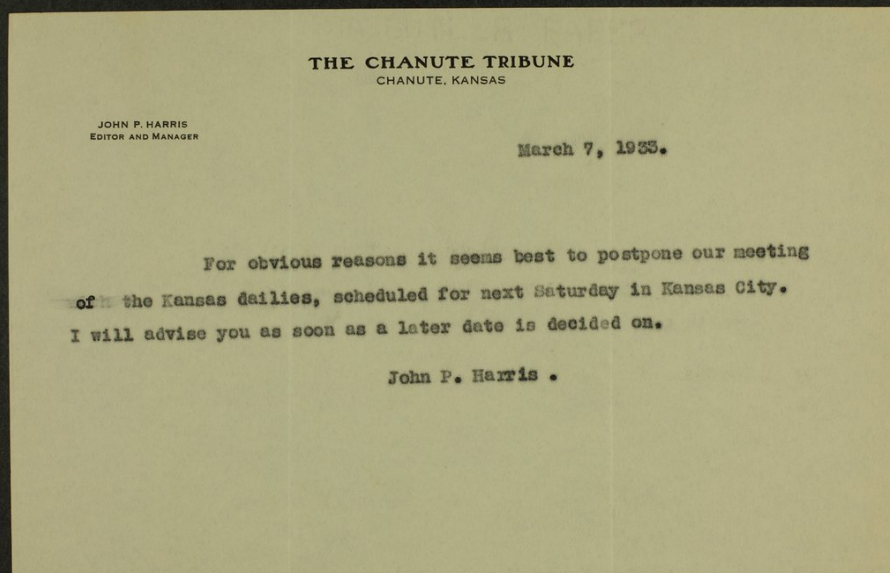 THE CHANUTE TRIBUNE
CHANUTE, KANSAS
JOHN P. HARRIS
EDITOR AND MANAGER
March 7, 1933.
For obvious reasons it seems best to postpone our meeting
of the Kansas dailies, scheduled for next Saturday in Kansas City.
I will advise you as soon as a later date is decided on.
John P. Harris .